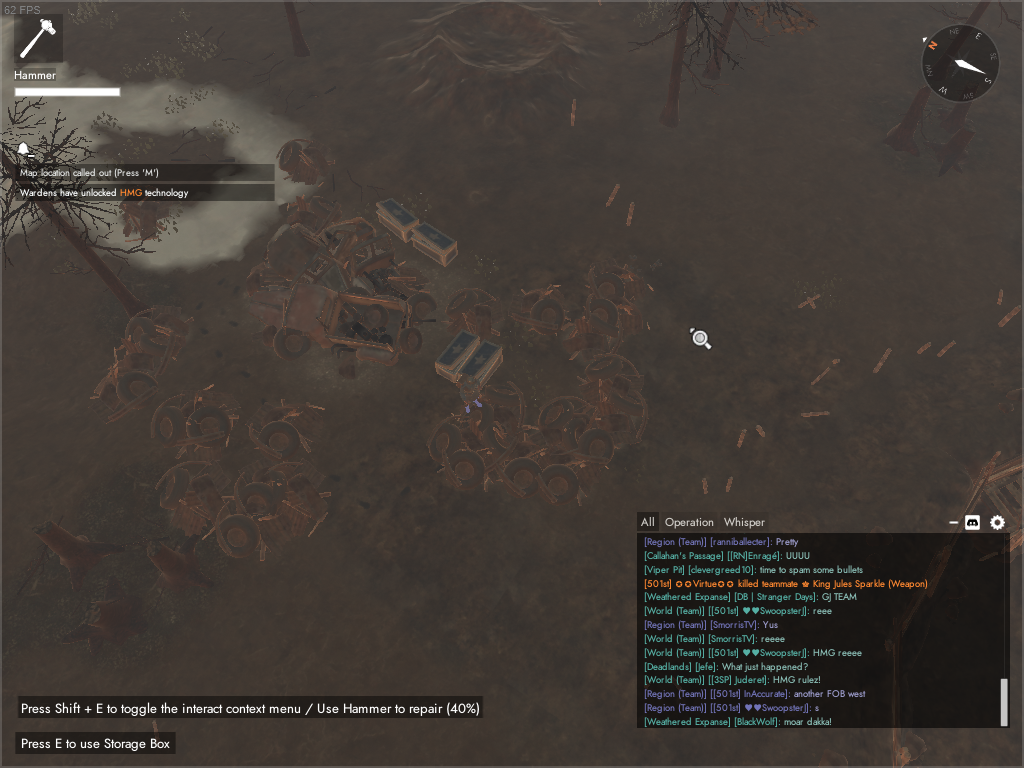 62 FPS
Hammer
N
NE
E
S
W
Map location called out (Press 'M')
Wardens have unlocked HMG technology
All Operation Whisper
[Region (Team)] [ranniballecter]: Pretty
[Callahan's Passage] [[RN]Enragé]: UUUU
[Viper Pit] [clevergreed10]: time to spam some bullets
[501st] ✪✪Virtue✪✪ killed teammate King Jules Sparkle (Weapon)
[Weathered Expanse] [DB | Stranger Days]: GJ TEAM
[World (Team)] [[501st] ♥♥SwoopsterJ]: reee
[Region (Team)] [SmorrisTV]: Yus
[World (Team)] [SmorrisTV]: reeee
[World (Team)] [[501st] ♥♥SwoopsterJ]: HMG reeee
[Deadlands] [Jefe]: What just happened?
[World (Team)] [[3SP] Juderet]: HMG rulez!
[Region (Team)] [[501st] InAccurate]: another FOB west
[Region (Team)] [[501st] ♥♥SwoopsterJ]: s
[Weathered Expanse] [BlackWolf]: moar dakka!
Press Shift + E to toggle the interact context menu / Use Hammer to repair (40%)
Press E to use Storage Box